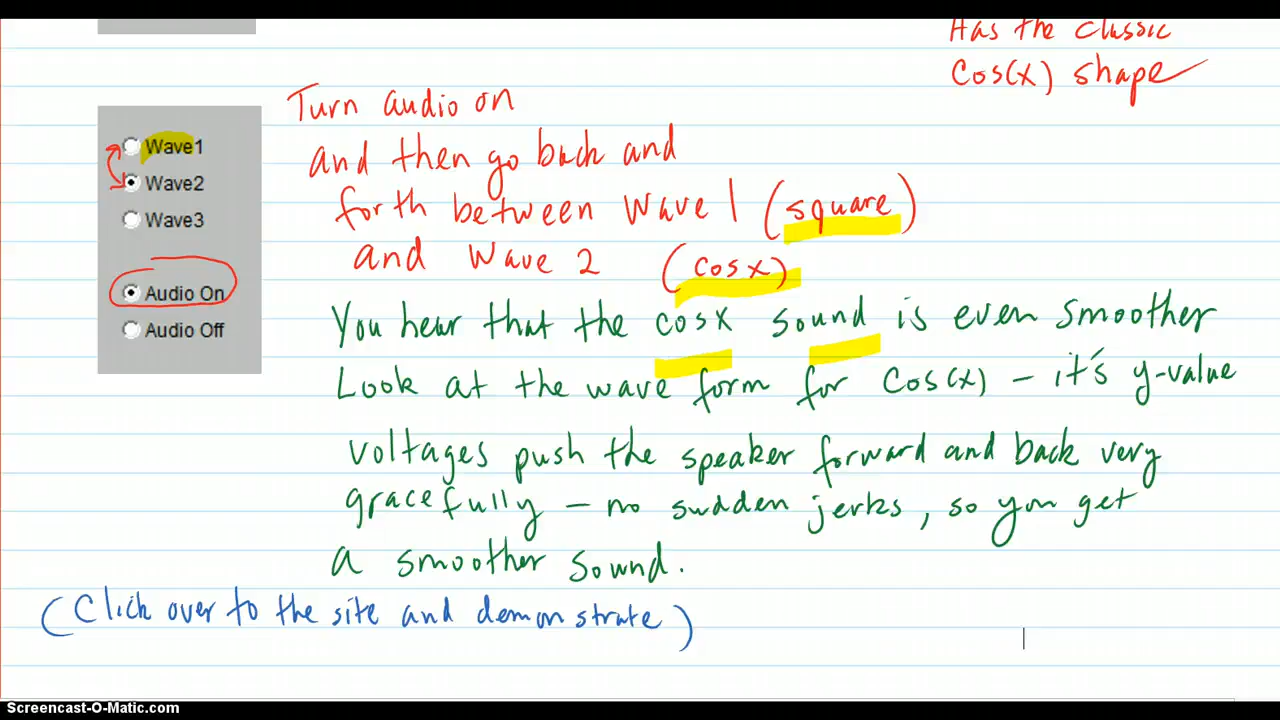 Has the classic
cos(x) shape
Wave1
Wave2
Wave3
Audio On
Audio Off
Turn audio on
and then go back and
forth between Wave 1 (square)
and Wave 2 (cosx)
You hear that the cosx sound is even smoother
Look at the wave form for cos(x) – it's y-value
voltages push the speaker forward and back very
gracefully – no sudden jerks, so you get
a smoother sound.
(Click over to the site and demonstrate)
Screencast-O-Matic.com